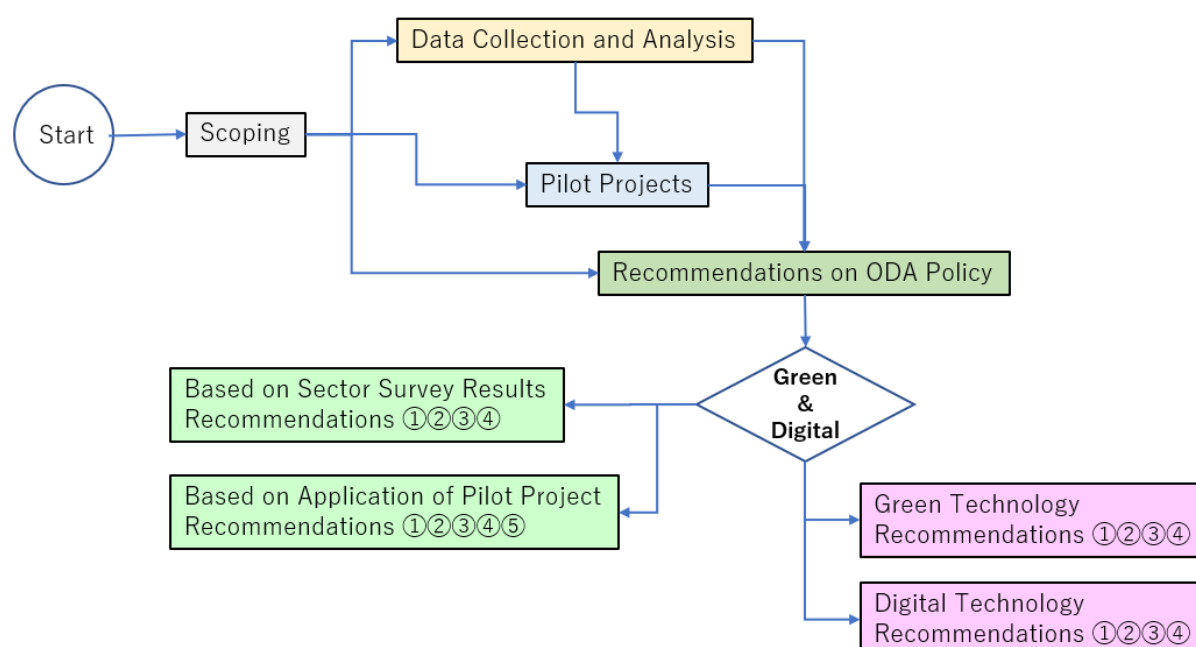 Data Collection and Analysis
Start
Scoping
Pilot Projects
Recommendations on ODA Policy
Green
&
Digital
Based on Sector Survey Results
Recommendations ①②③④
Based on Application of Pilot Project
Recommendations ①②③④⑤
Green Technology
Recommendations ①②③④
Digital Technology
Recommendations ①②③④